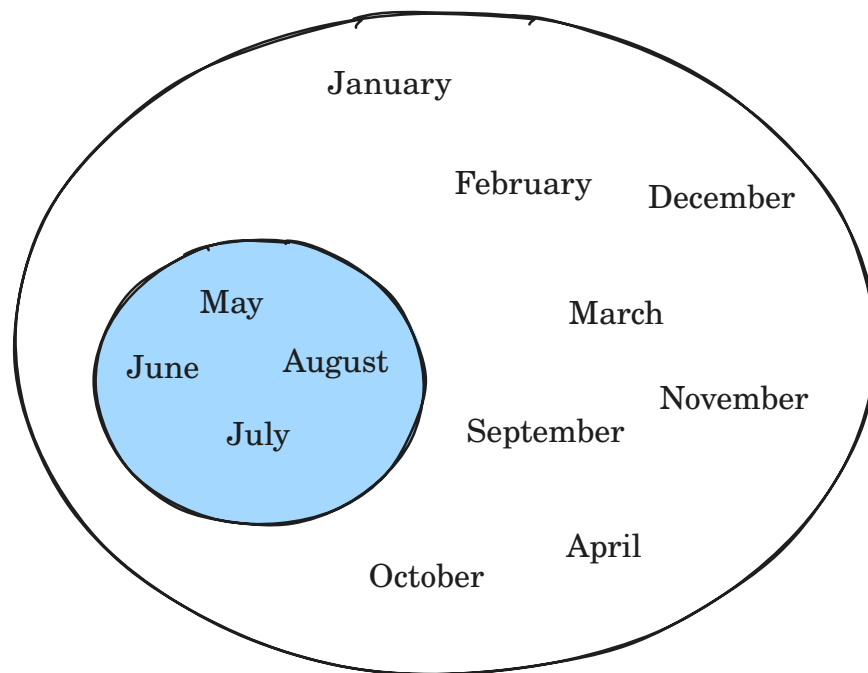 January
February
December
May
March
June
August
November
July
September
April
October